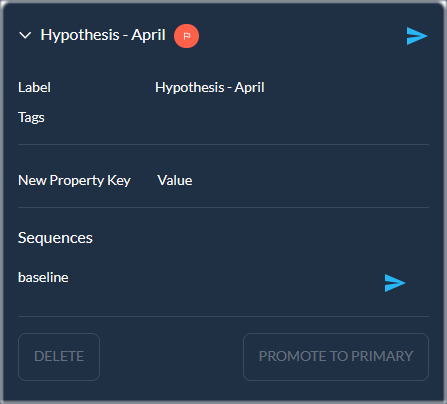 Hypothesis - April
Label Hypothesis - April
Tags
New Property Key Value
Sequences
baseline
DELETE PROMOTE TO PRIMARY